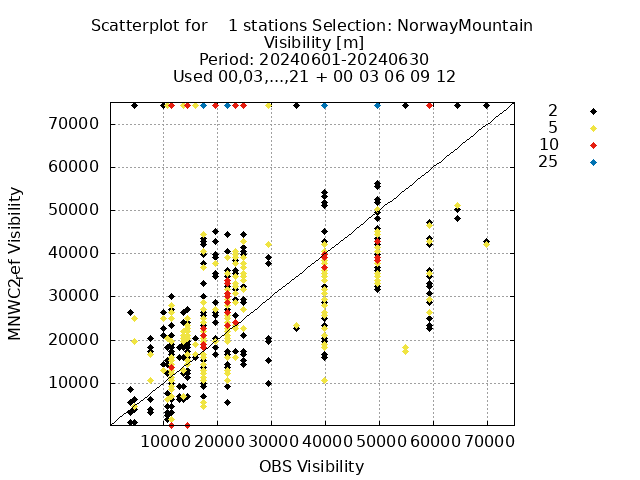 Scatterplot for 1 stations Selection: NorwayMountain
Visibility [m]
Period: 20240601-20240630
Used 00,03,...,21 + 00 03 06 09 12
2
5
10
25
70000
60000
50000
40000
30000
20000
10000
MNWC2ref Visibility
10000 20000 30000 40000 50000 60000 70000
OBS Visibility